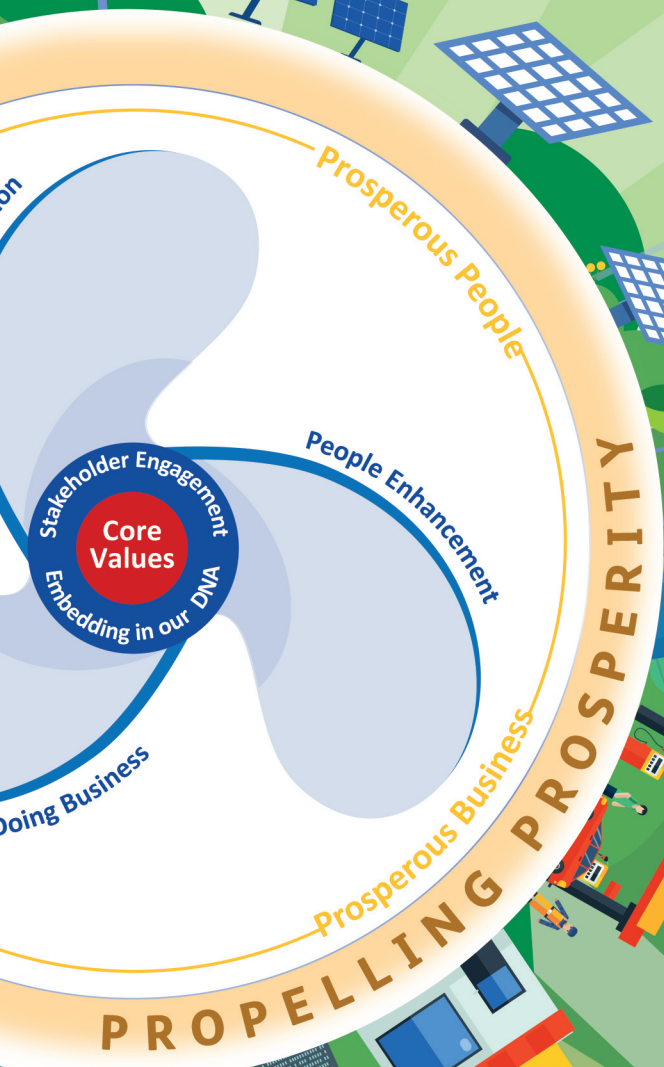 Prosperous People
People Enhancement
Stakeholder Engagement
Core
Values
Embedding in our DNA
Doing Business
Prosperous Business
PROPELLING PROSPERITY